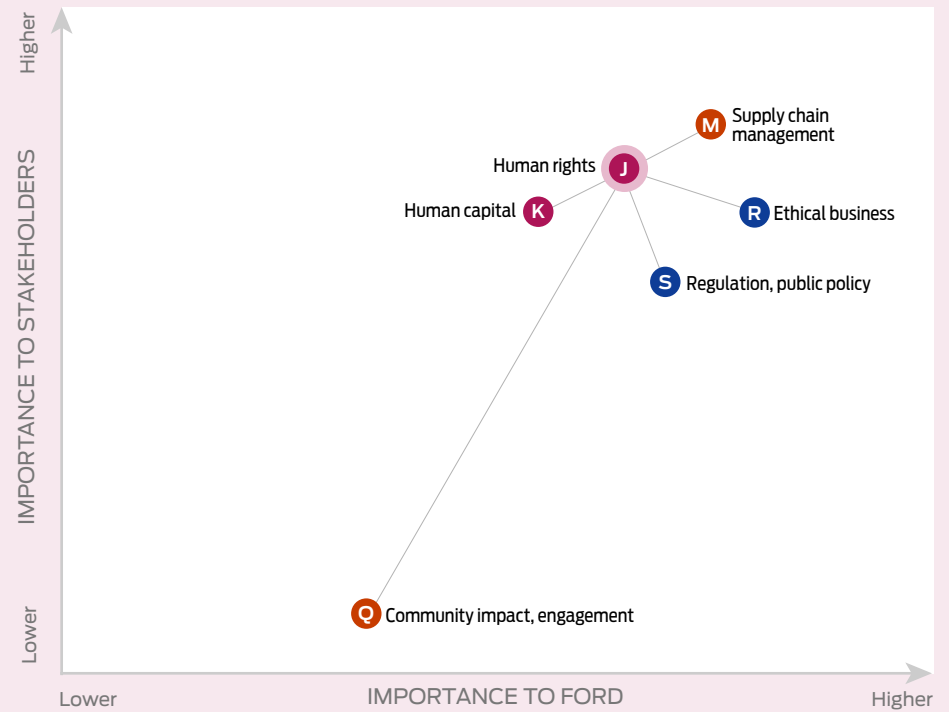 Higher
IMPORTANCE TO STAKEHOLDERS
Lower
M Supply chain
management
Human rights J
Human capital K
R Ethical business
S Regulation, public policy
Q Community impact, engagement
Lower
IMPORTANCE TO FORD
Higher